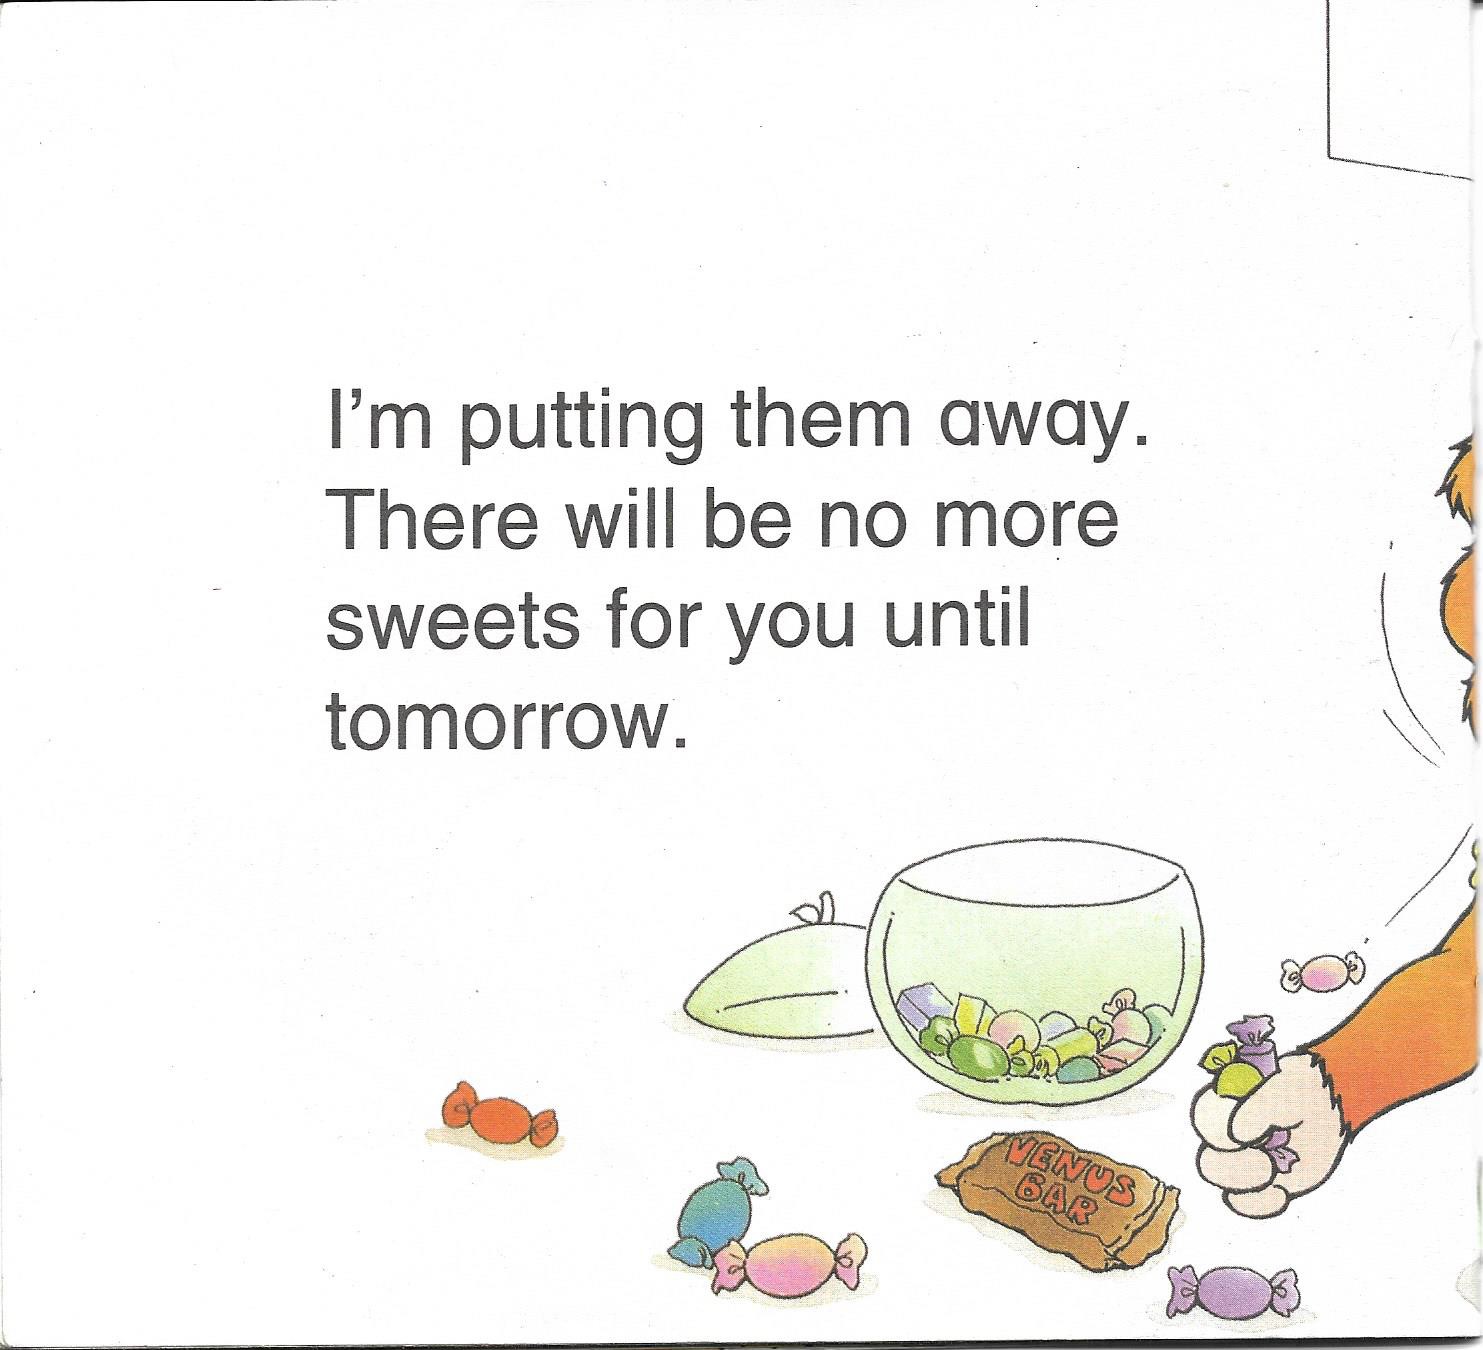 I'm putting them away.
There will be no more
sweets for you until
tomorrow.
VENUS
BAR